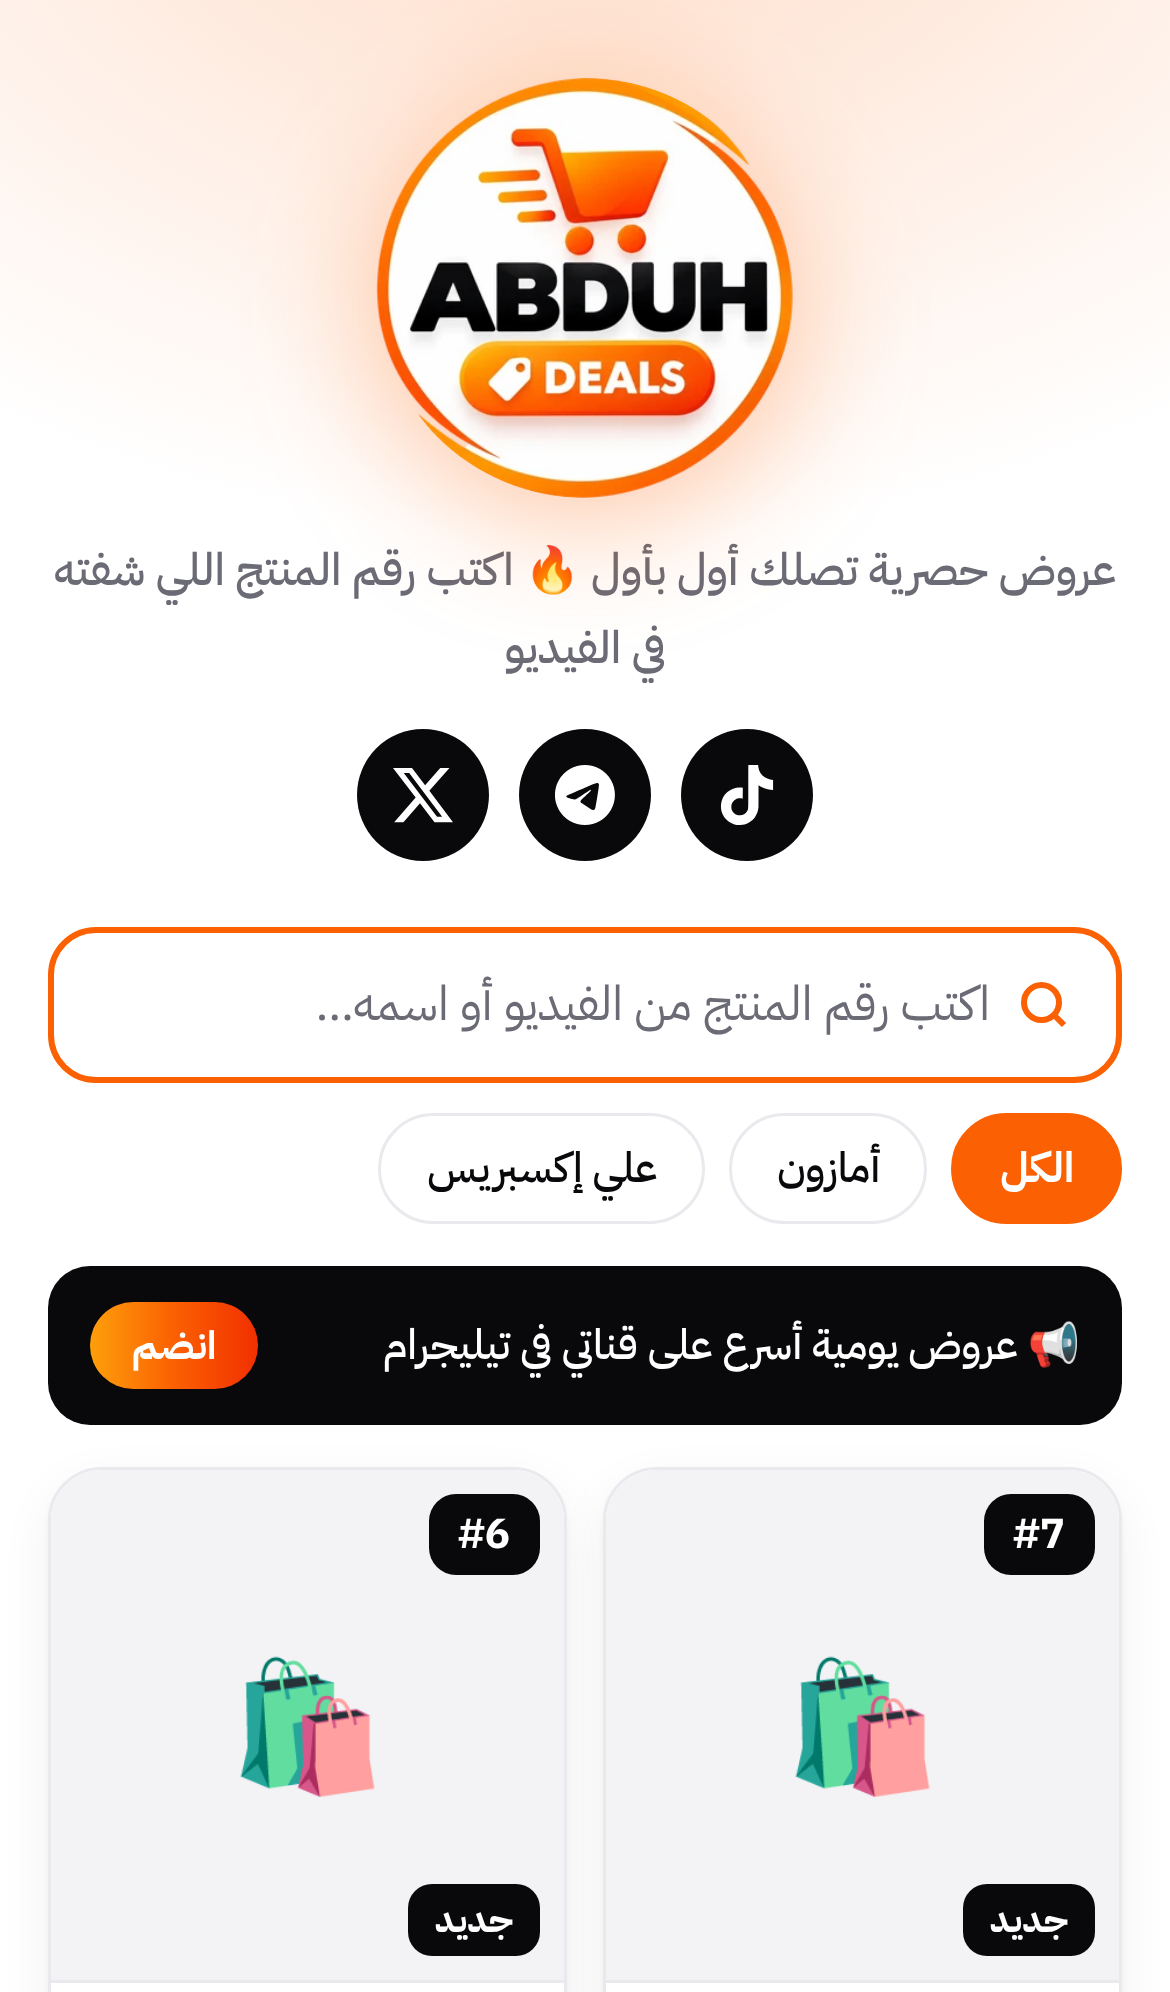 ABDUH
DEALS
عروض حصرية تصلك أول بأول 🔥 اكتب رقم المنتج اللي شفته
في الفيديو
اكتب رقم المنتج من الفيديو أو اسمه...
الكل
أمازون
علي إكسبريس
📢 عروض يومية أسرع على قناتي في تيليجرام
انضم
#7
#6
جديد
جديد